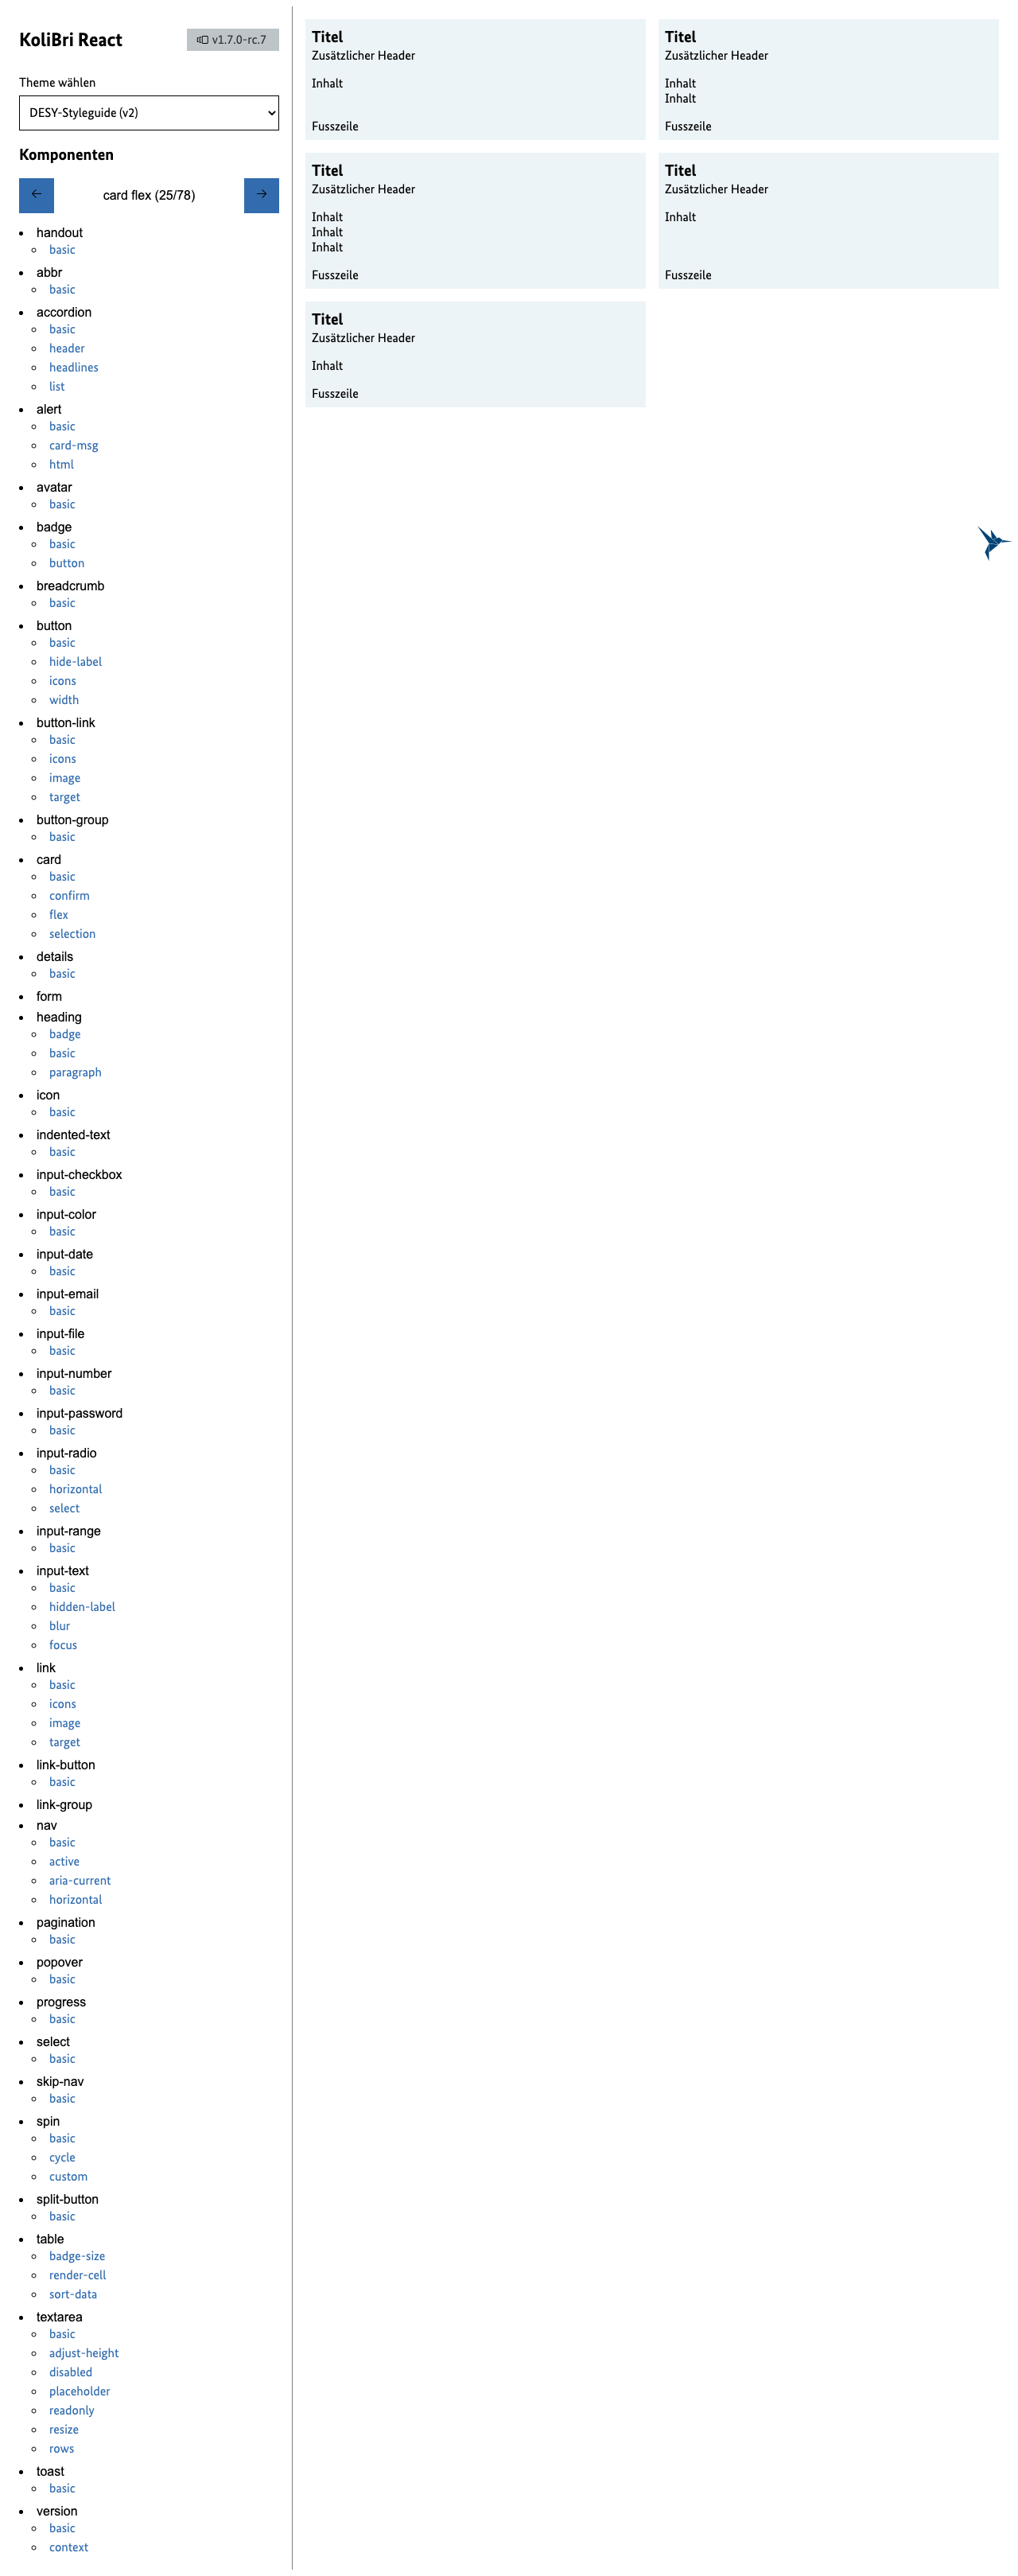 KoliBri React
v1.7.0-rc.7
Theme wählen
DESY-Styleguide (v2)
Komponenten
← card flex (25/78) →
handout
basic
abbr
basic
accordion
basic
header
headlines
list
alert
basic
card-msg
html
avatar
basic
badge
basic
button
breadcrumb
basic
button
basic
hide-label
icons
width
button-link
basic
icons
image
target
button-group
basic
card
basic
confirm
flex
selection
details
basic
form
heading
badge
basic
paragraph
icon
basic
indented-text
basic
input-checkbox
basic
input-color
basic
input-date
basic
input-email
basic
input-file
basic
input-number
basic
input-password
basic
input-radio
basic
horizontal
select
input-range
basic
input-text
basic
hidden-label
blur
focus
link
basic
icons
image
target
link-button
basic
link-group
nav
basic
active
aria-current
horizontal
pagination
basic
popover
basic
progress
basic
select
basic
skip-nav
basic
spin
basic
cycle
custom
split-button
basic
table
badge-size
render-cell
sort-data
textarea
basic
adjust-height
disabled
placeholder
readonly
resize
rows
toast
basic
version
basic
context
Titel
Zusätzlicher Header
Inhalt
Fusszeile
Titel
Zusätzlicher Header
Inhalt
Inhalt
Fusszeile
Titel
Zusätzlicher Header
Inhalt
Inhalt
Inhalt
Fusszeile
Titel
Zusätzlicher Header
Inhalt
Fusszeile
Titel
Zusätzlicher Header
Inhalt
Fusszeile